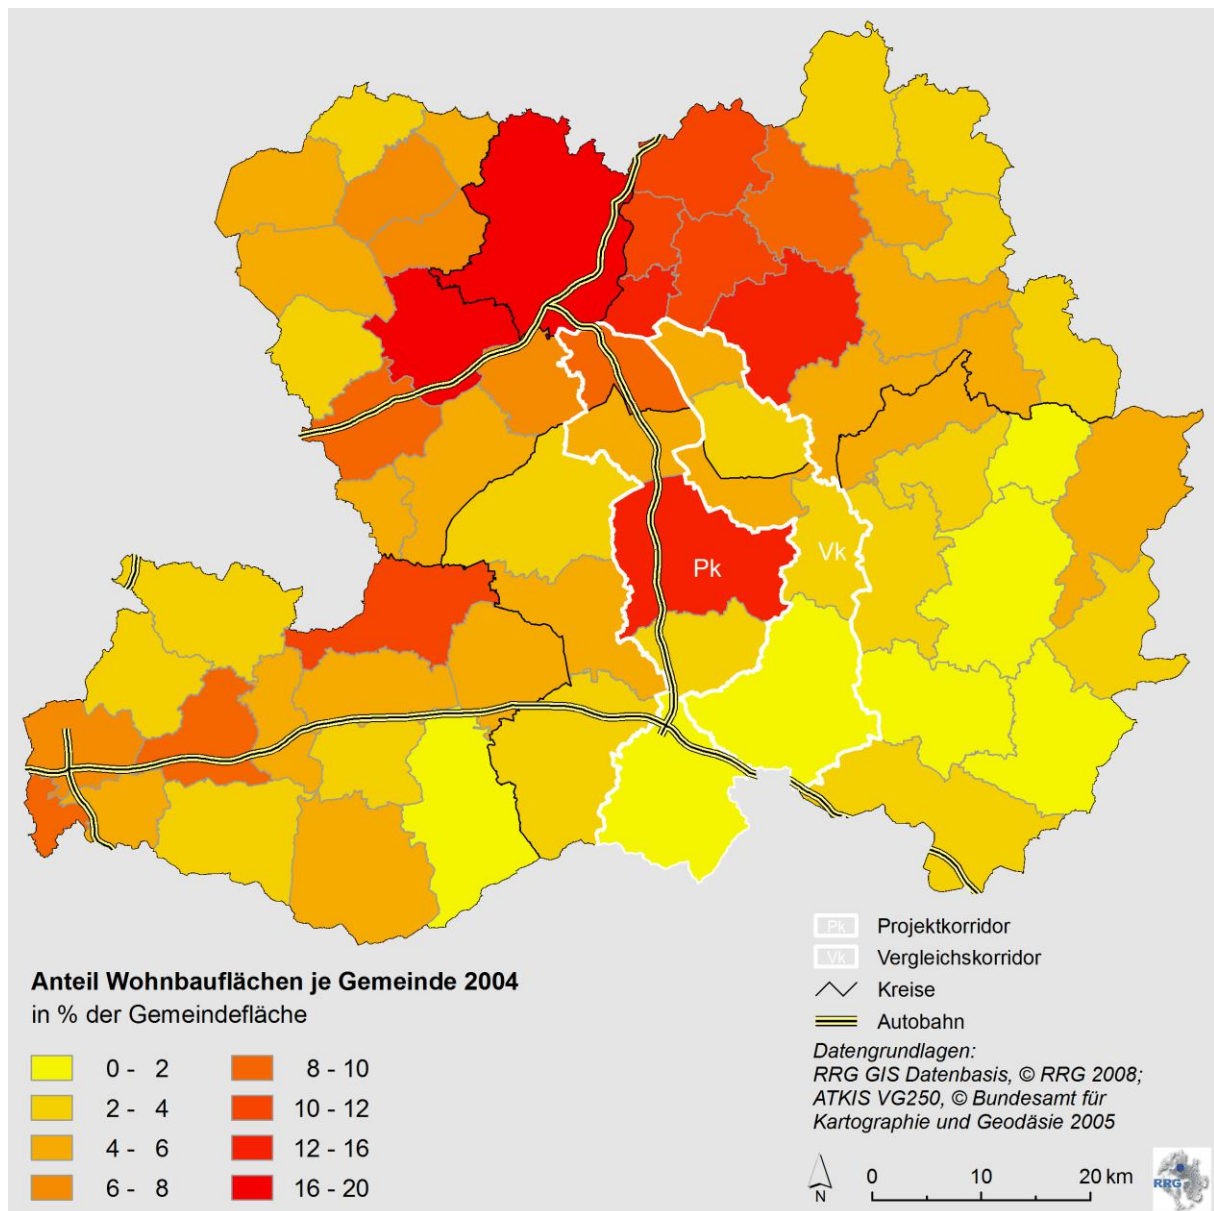 Pk
Vk
Anteil Wohnbauflächen je Gemeinde 2004
in % der Gemeindefläche
0 - 2
2 - 4
4 - 6
6 - 8
8 - 10
10 - 12
12 - 16
16 - 20
Pk Projektkorridor
Vk Vergleichskorridor
Kreise
Autobahn
Datengrundlagen:
RRG GIS Datenbasis, © RRG 2008;
ATKIS VG250, © Bundesamt für
Kartographie und Geodäsie 2005
N
0 10 20 km
RRG